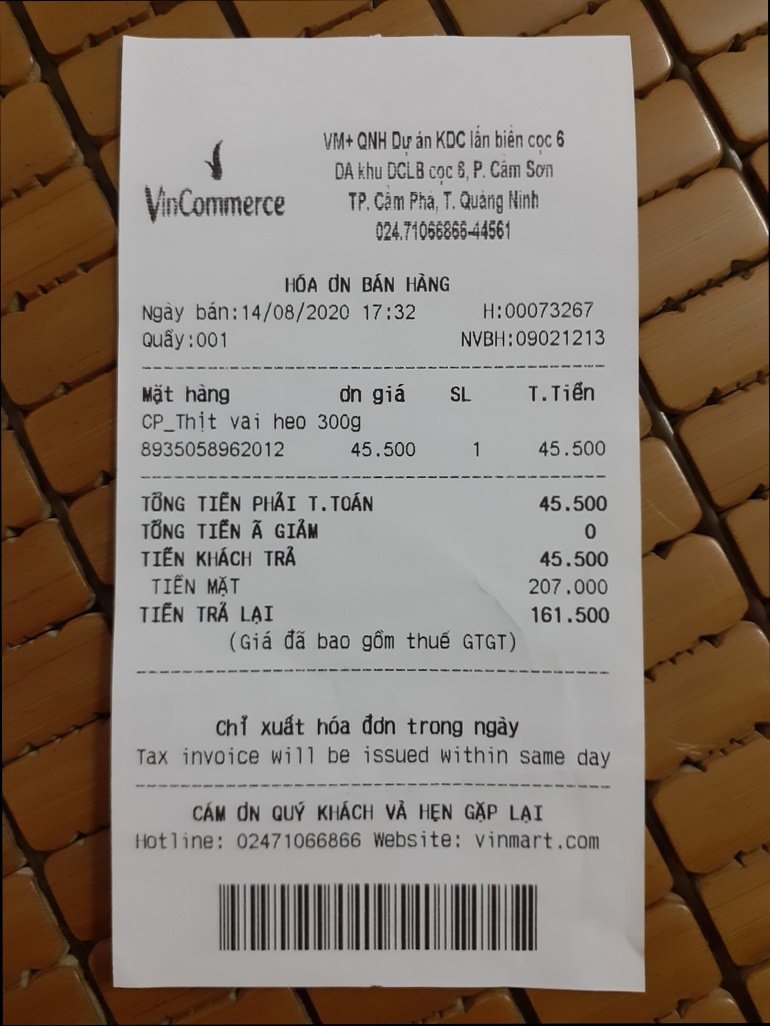 VinCommerce
VM+ QNH Dự án KDC lấn biển cọc 6
DA khu DCLB cọc 6, P. Cẩm Sơn
TP. Cẩm Phả, T. Quảng Ninh
024.71066866-44561
HÓA ƠN BÁN HÀNG
Ngày bán:14/08/2020 17:32 H:00073267
Quầy:001 NVBH:09021213
Mặt hàng ơn giá SL T.Tiền
CP_Thịt vai heo 300g
8935058962012 45.500 1 45.500
TỔNG TIỀN PHẢI T.TOÁN 45.500
TỔNG TIỀN Ã GIẢM 0
TIỀN KHÁCH TRẢ 45.500
TIỀN MẶT 207.000
TIỀN TRẢ LẠI 161.500
(Giá đã bao gồm thuế GTGT)
Chỉ xuất hóa đơn trong ngày
Tax invoice will be issued within same day
CẢM ƠN QUÝ KHÁCH VÀ HẸN GẶP LẠI
Hotline: 02471066866 Website: vinmart.com